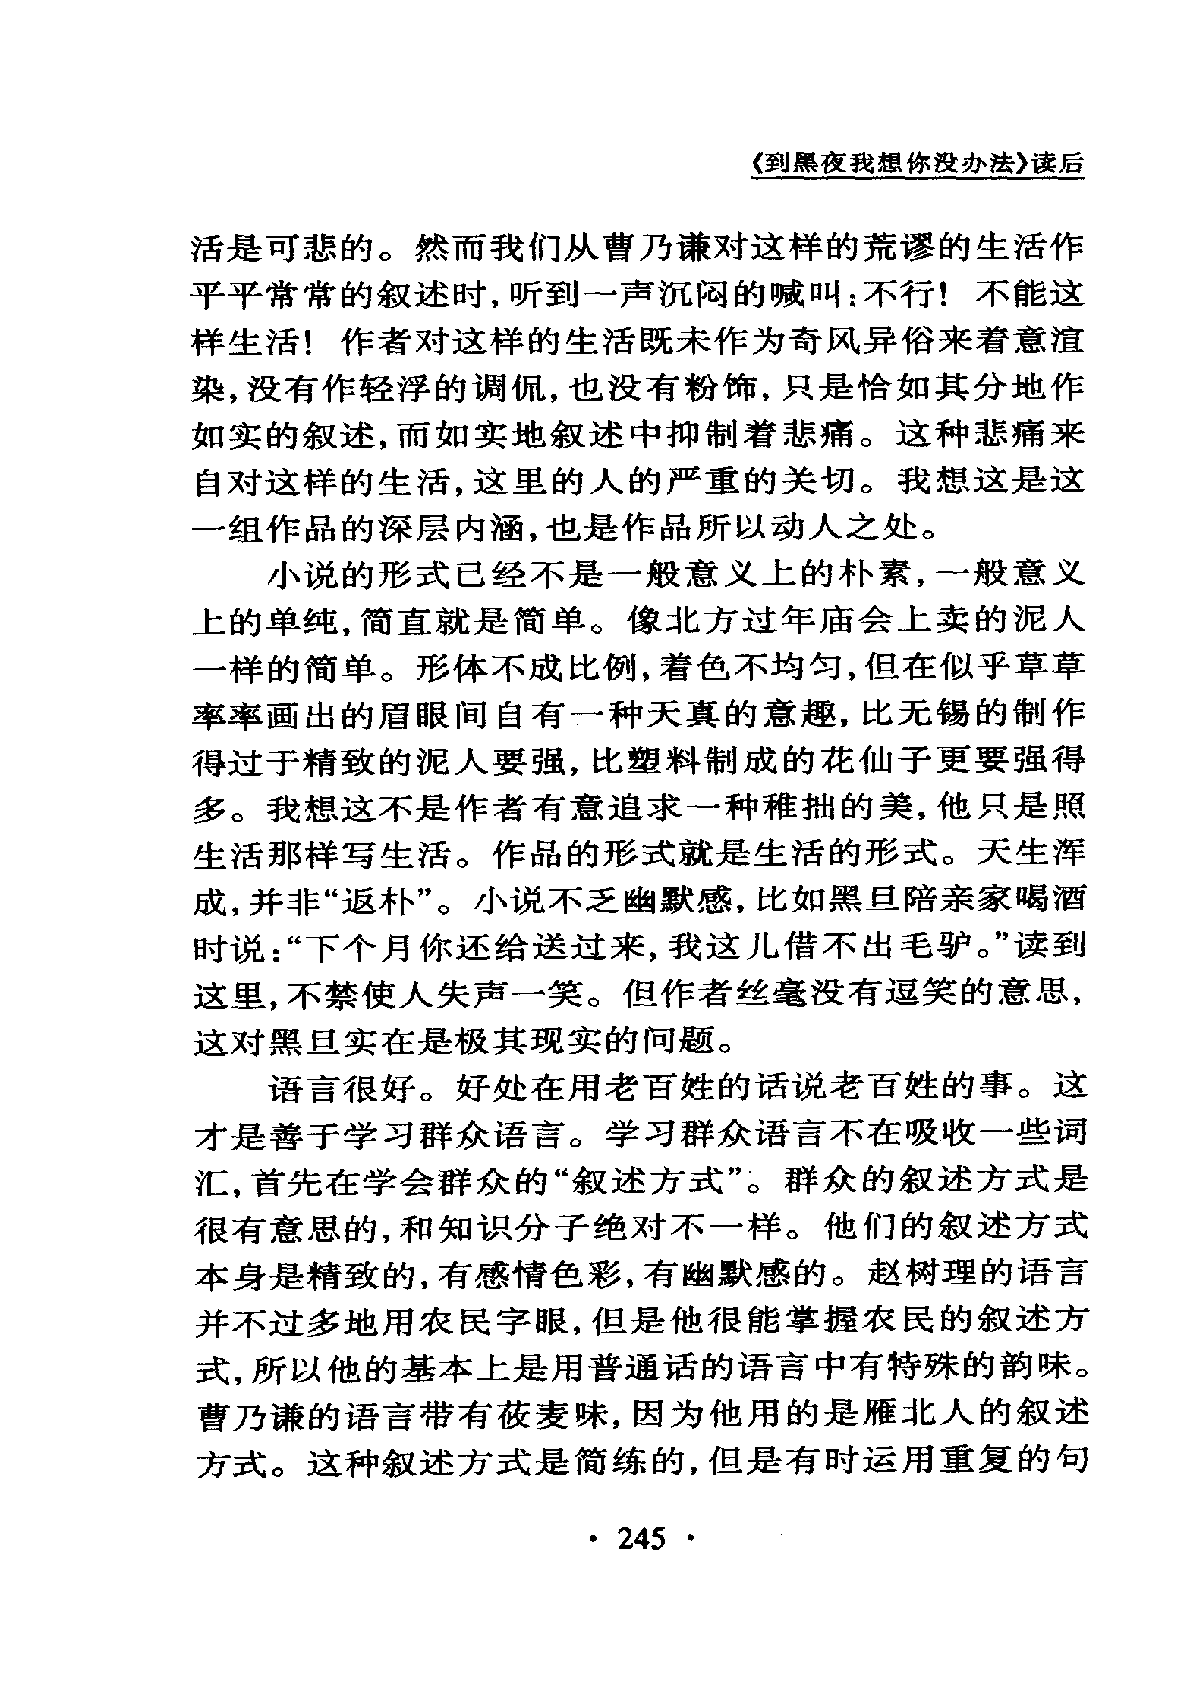 《到黑夜我想你没办法》读后
活是可悲的。然而我们从曹乃谦对这样的荒谬的生活作
平平常常的叙述时,听到一声沉闷的喊叫:不行! 不能这
样生活! 作者对这样的生活既未作为奇风异俗来着意渲
染,没有作轻浮的调侃,也没有粉饰,只是恰如其分地作
如实的叙述,而如实地叙述中抑制着悲痛。这种悲痛来
自对这样的生活,这里的人的严重的关切。我想这是这
一组作品的深层内涵,也是作品所以动人之处。
小说的形式已经不是一般意义上的朴素,一般意义
上的单纯,简直就是简单。像北方过年庙会上卖的泥人
一样的简单。形体不成比例,着色不均匀,但在似乎草草
率率画出的眉眼间自有一种天真的意趣,比无锡的制作
得过于精致的泥人要强,比塑料制成的花仙子更要强得
多。我想这不是作者有意追求一种稚拙的美,他只是照
生活那样写生活。作品的形式就是生活的形式。天生浑
成,并非“返朴”。小说不乏幽默感,比如黑旦陪亲家喝酒
时说:“下个月你还给送过来,我这儿借不出毛驴。”读到
这里,不禁使人失声一笑。但作者丝毫没有逗笑的意思,
这对黑旦实在是极其现实的问题。
语言很好。好处在用老百姓的话说老百姓的事。这
才是善于学习群众语言。学习群众语言不在吸收一些词
汇,首先在学会群众的“叙述方式”。群众的叙述方式是
很有意思的,和知识分子绝对不一样。他们的叙述方式
本身是精致的,有感情色彩,有幽默感的。赵树理的语言
并不过多地用农民字眼,但是他很能掌握农民的叙述方
式,所以他的基本上是用普通话的语言中有特殊的韵味。
曹乃谦的语言带有莜麦味,因为他用的是雁北人的叙述
方式。这种叙述方式是简练的,但是有时运用重复的句
· 245 ·